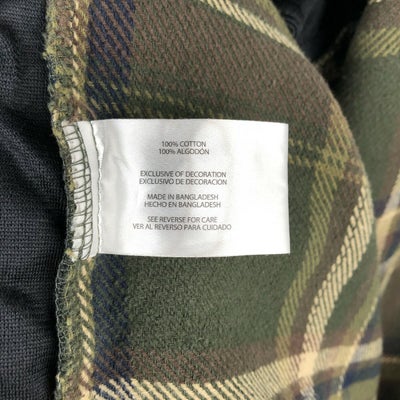 100% COTTON
100% ALGODÓN
EXCLUSIVE OF DECORATION
EXCLUSIVO DE DECORACION
MADE IN BANGLADESH
HECHO EN BANGLADESH
SEE REVERSE FOR CARE
VER AL REVERSO PARA CUIDADO